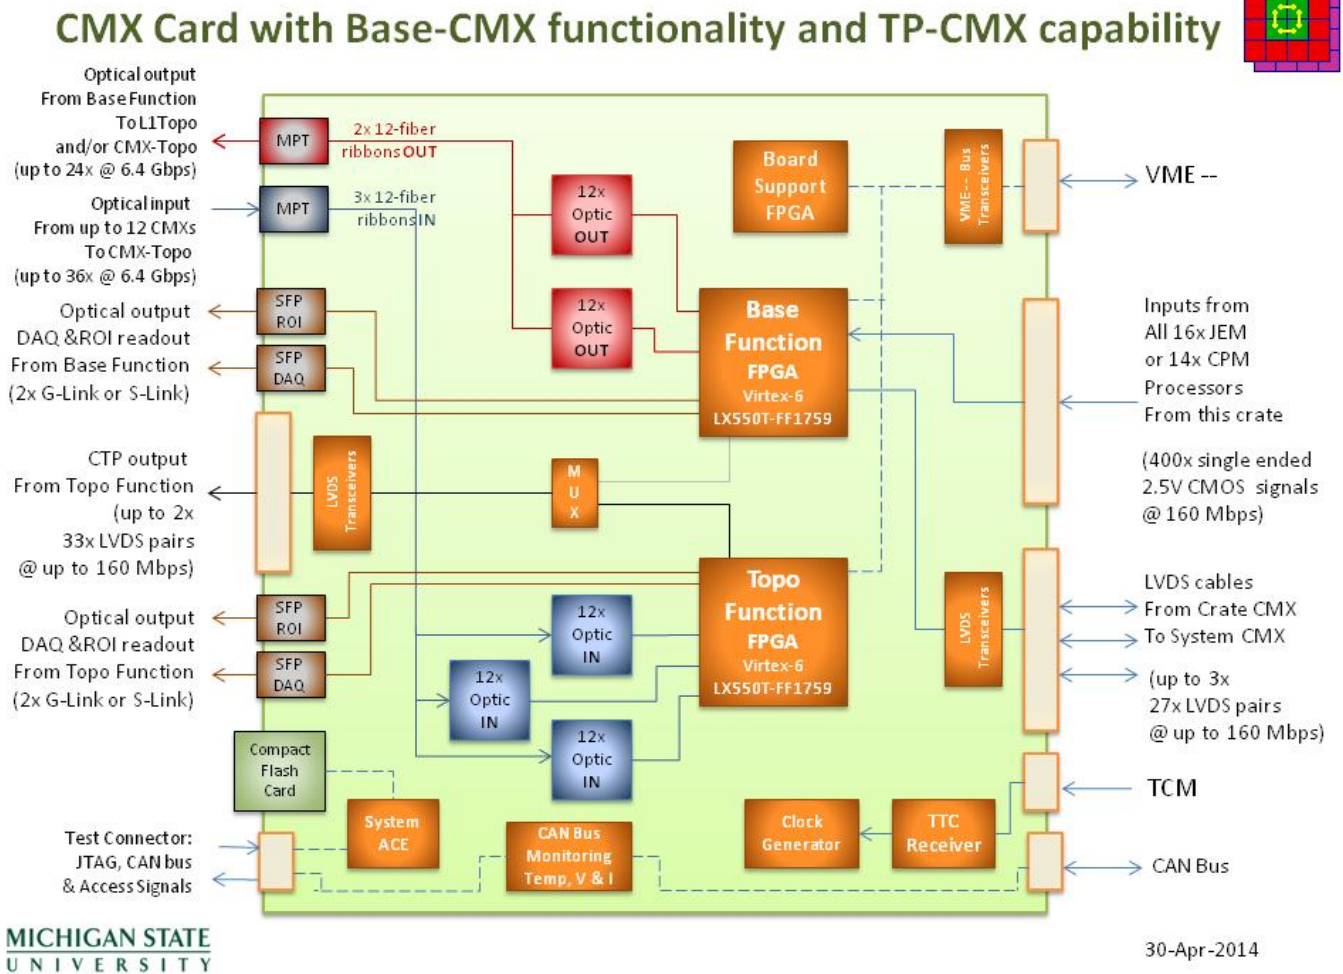 CMX Card with Base-CMX functionality and TP-CMX capability
Optical output
From Base Function
To L1Topo
and/or CMX-Topo
(up to 24x @ 6.4 Gbps)
Optical input
From up to 12 CMXs
To CMX-Topo
(up to 36x @ 6.4 Gbps)
Optical output
DAQ &ROI readout
From Base Function
(2x G-Link or S-Link)
CTP output
From Topo Function
(up to 2x
33x LVDS pairs
@ up to 160 Mbps)
Optical output
DAQ &ROI readout
From Topo Function
(2x G-Link or S-Link)
Test Connector:
JTAG, CAN bus
& Access Signals
MPT
2x 12-fiber
ribbons OUT
MPT
3x 12-fiber
ribbons IN
SFP
ROI
SFP
DAQ
LVDS
Transceivers
SFP
ROI
SFP
DAQ
Compact
Flash
Card
System
ACE
12x
Optic
OUT
12x
Optic
OUT
M
U
X
12x
Optic
IN
12x
Optic
IN
12x
Optic
IN
CAN Bus
Monitoring
Temp, V & I
Board
Support
FPGA
Base
Function
FPGA
Virtex-6
LX550T-FF1759
Topo
Function
FPGA
Virtex-6
LX550T-FF1759
Clock
Generator
TTC
Receiver
VME-- Bus
Transceivers
LVDS
Transceivers
VME --
Inputs from
All 16x JEM
or 14x CPM
Processors
From this crate
(400x single ended
2.5V CMOS signals
@ 160 Mbps)
LVDS cables
From Crate CMX
To System CMX
(up to 3x
27x LVDS pairs
@ up to 160 Mbps)
TCM
CAN Bus
MICHIGAN STATE
UNIVERSITY
30-Apr-2014